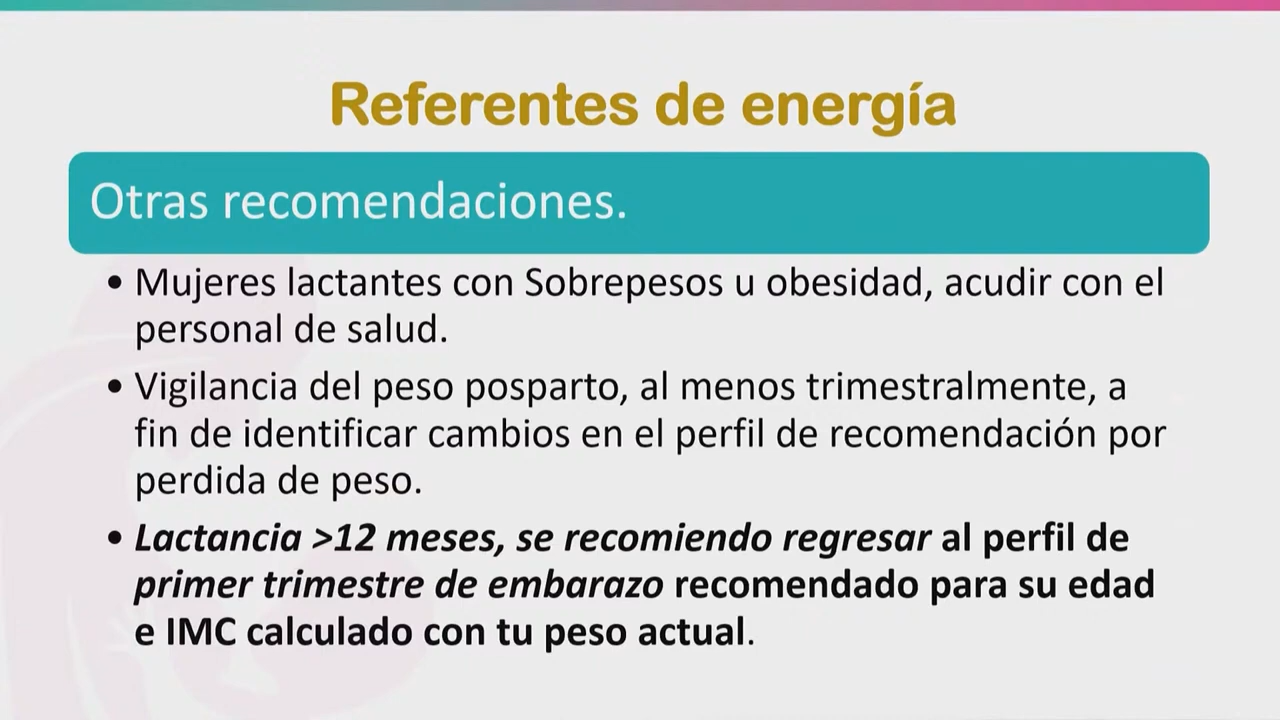 Referentes de energía
Otras recomendaciones.
• Mujeres lactantes con Sobrepesos u obesidad, acudir con el
personal de salud.
• Vigilancia del peso posparto, al menos trimestralmente, a
fin de identificar cambios en el perfil de recomendación por
perdida de peso.
• Lactancia >12 meses, se recomiendo regresar al perfil de
primer trimestre de embarazo recomendado para su edad
e IMC calculado con tu peso actual.